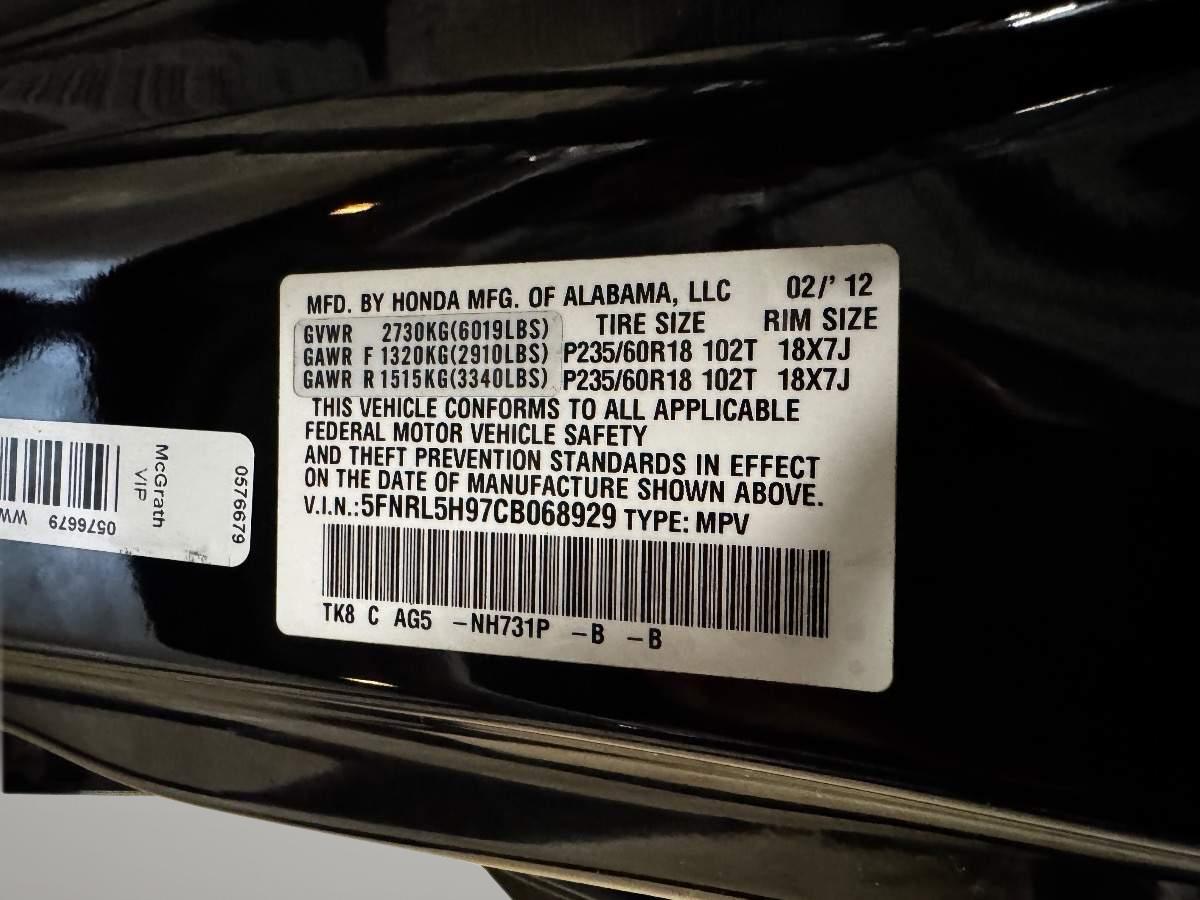 MFD. BY HONDA MFG. OF ALABAMA, LLC 02/' 12
GVWR 2730KG(6019LBS) TIRE SIZE RIM SIZE
GAWR F 1320KG(2910LBS) P235/60R18 102T 18X7J
GAWR R 1515KG(3340LBS) P235/60R18 102T 18X7J
THIS VEHICLE CONFORMS TO ALL APPLICABLE
FEDERAL MOTOR VEHICLE SAFETY
AND THEFT PREVENTION STANDARDS IN EFFECT
ON THE DATE OF MANUFACTURE SHOWN ABOVE.
V.I.N.:5FNRL5H97CB068929 TYPE: MPV
TK8 C AG5 -NH731P -B -B
0576679
McGrath
VIP
0576679